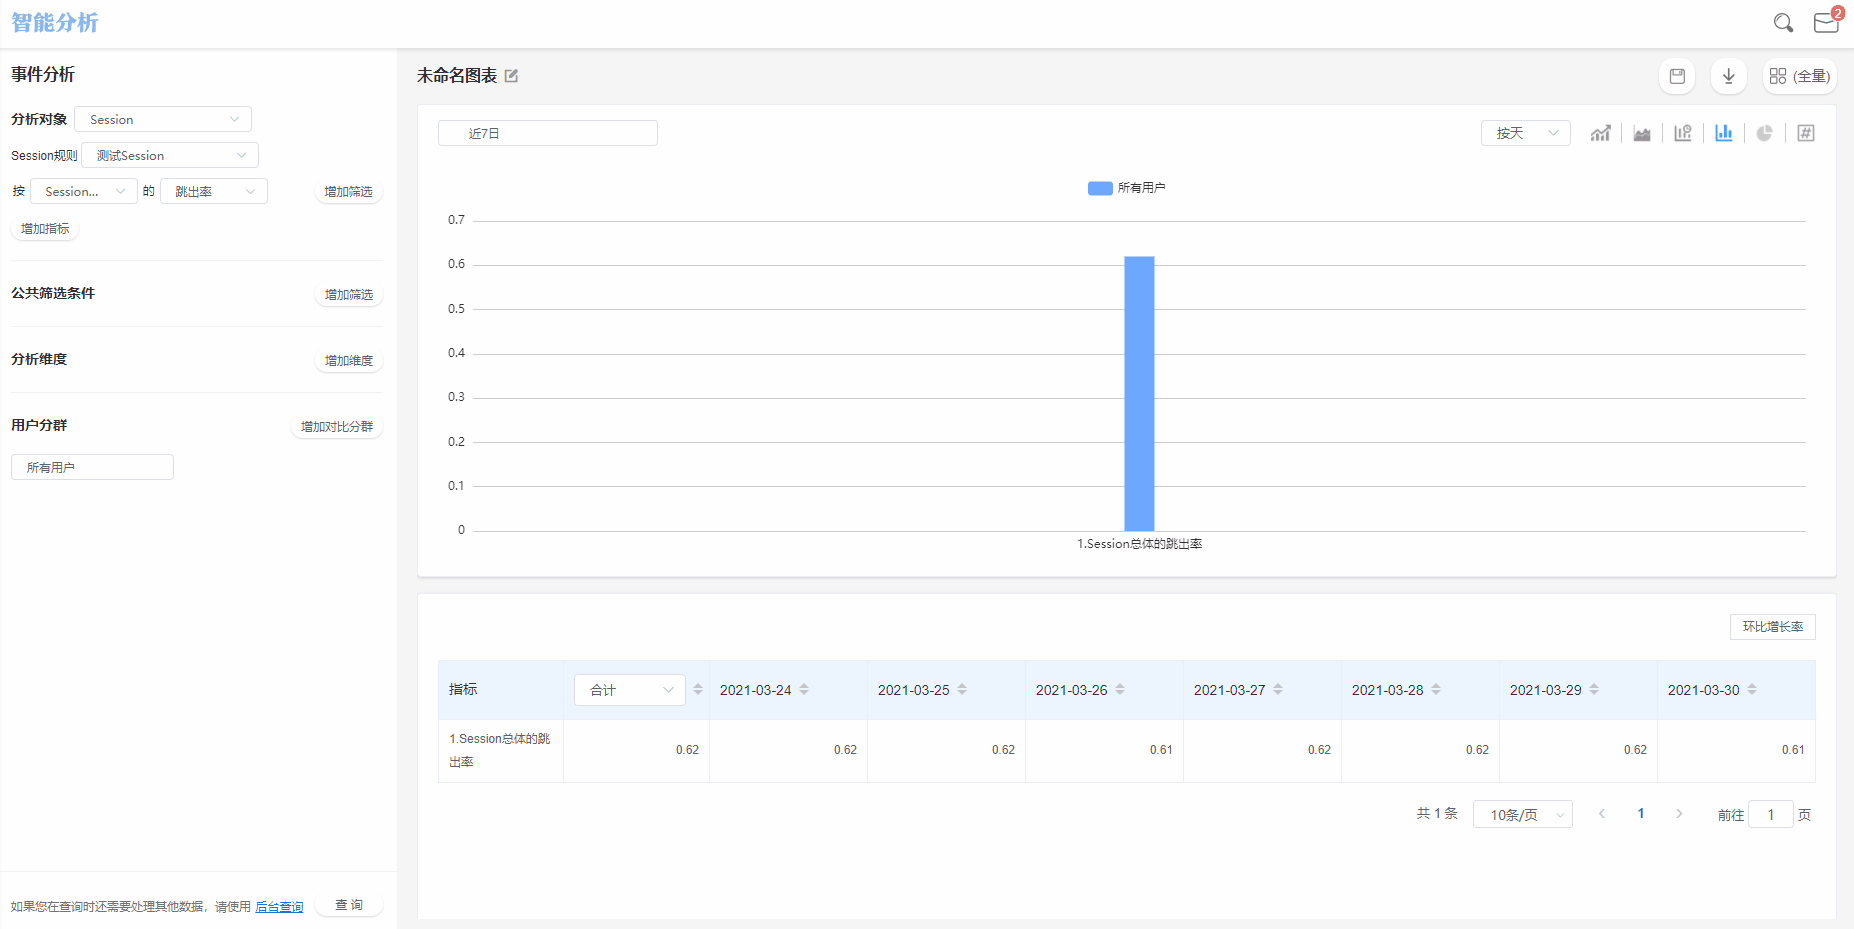 智能分析
2
事件分析
分析对象 Session
Session规则 测试Session
按 Session... 的 跳出率 增加筛选
增加指标
公共筛选条件 增加筛选
分析维度 增加维度
用户分群 增加对比分群
所有用户
如果您在查询时还需要处理其他数据，请使用 后台查询 查 询
未命名图表 (全量)
近7日 按天
所有用户
0.7
0.6
0.5
0.4
0.3
0.2
0.1
0
1.Session总体的跳出率
环比增长率
指标 合计 2021-03-24 2021-03-25 2021-03-26 2021-03-27 2021-03-28 2021-03-29 2021-03-30
1.Session总体的跳
出率
0.62 0.62 0.62 0.61 0.62 0.62 0.62 0.61
共 1 条 10条/页 1 前往 1 页